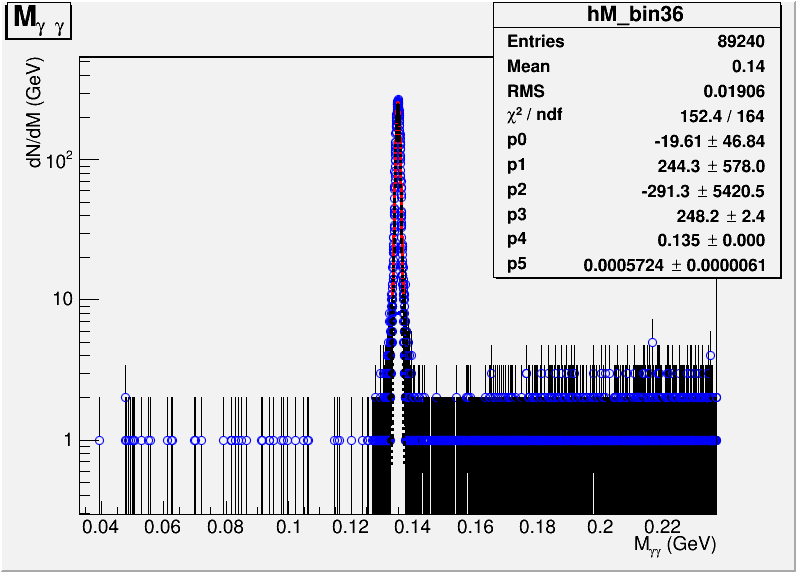 M γ γ
hM_bin36
Entries 89240
Mean 0.14
RMS 0.01906
χ² / ndf 152.4 / 164
p0 -19.61 ± 46.84
p1 244.3 ± 578.0
p2 -291.3 ± 5420.5
p3 248.2 ± 2.4
p4 0.135 ± 0.000
p5 0.0005724 ± 0.0000061
dN/dM (GeV)
10²
10
1
0.04 0.06 0.08 0.1 0.12 0.14 0.16 0.18 0.2 0.22
Mγγ (GeV)